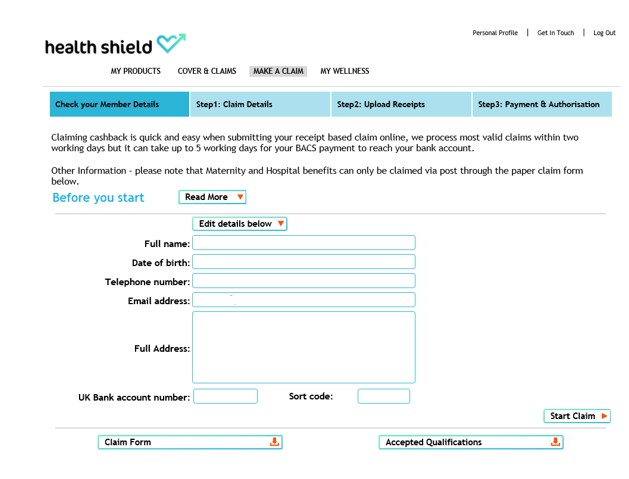 Personal Profile | Get In Touch | Log Out
health shield
MY PRODUCTS COVER & CLAIMS MAKE A CLAIM MY WELLNESS
Check your Member Details Step1: Claim Details Step2: Upload Receipts Step3: Payment & Authorisation
Claiming cashback is quick and easy when submitting your receipt based claim online, we process most valid claims within two
working days but it can take up to 5 working days for your BACS payment to reach your bank account.
Other Information - please note that Maternity and Hospital benefits can only be claimed via post through the paper claim form
below.
Before you start Read More
Edit details below
Full name:
Date of birth:
Telephone number:
Email address:
Full Address:
UK Bank account number: Sort code:
Start Claim
Claim Form Accepted Qualifications